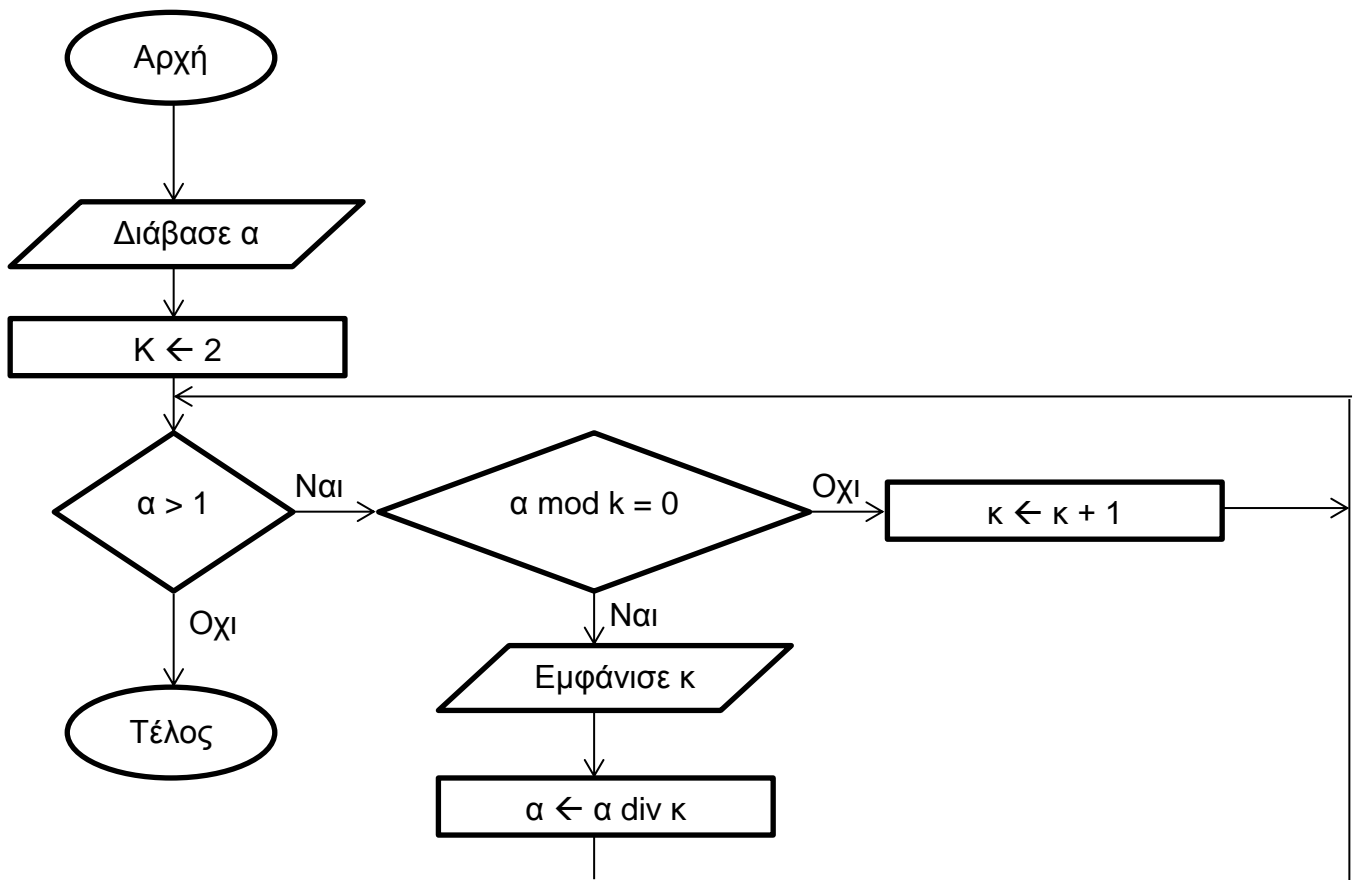 Αρχή
Διάβασε α
Κ ← 2
α > 1
Ναι
α mod k = 0
Οχι
κ ← κ + 1
Οχι
Ναι
Εμφάνισε κ
Τέλος
α ← α div κ